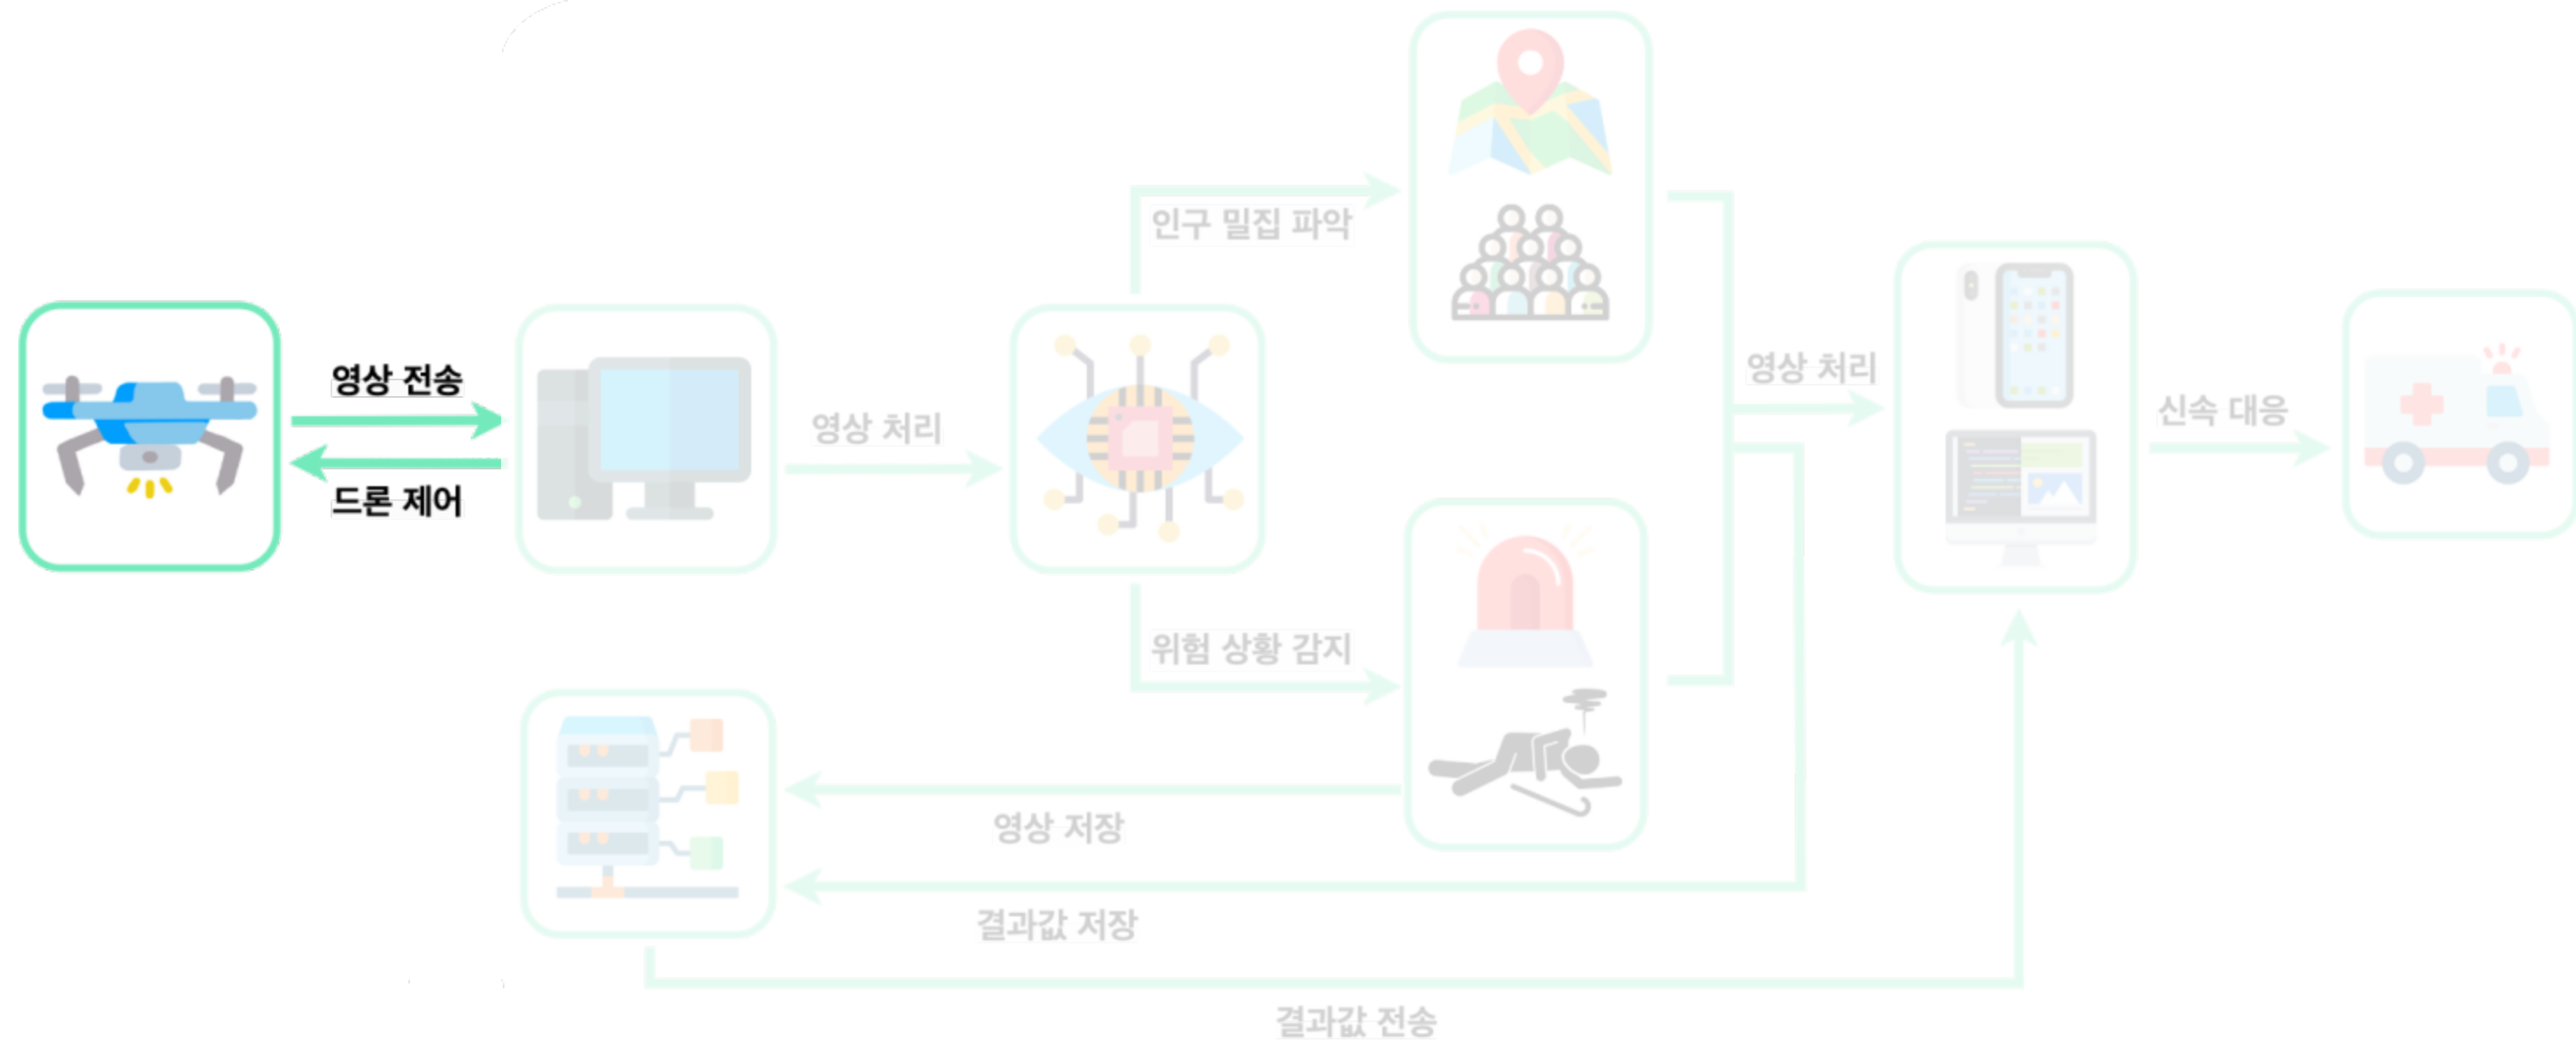 영상 전송
드론 제어
영상 처리
인구 밀집 파악
위험 상황 감지
영상 처리
신속 대응
영상 저장
결과값 저장
결과값 전송